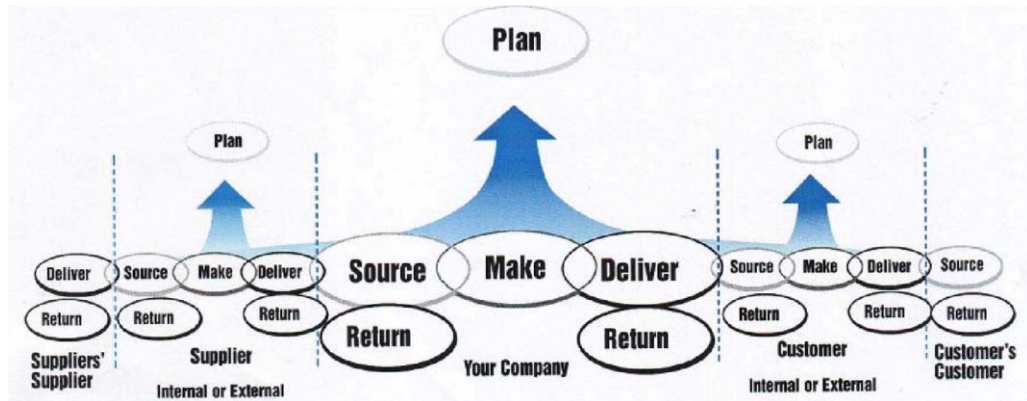 Plan
Plan
Plan
Deliver
Source
Make
Deliver
Source
Make
Deliver
Source
Make
Deliver
Source
Return
Return
Return
Return
Return
Return
Return
Return
Suppliers'
Supplier
Supplier
Internal or External
Your Company
Customer
Internal or External
Customer's
Customer